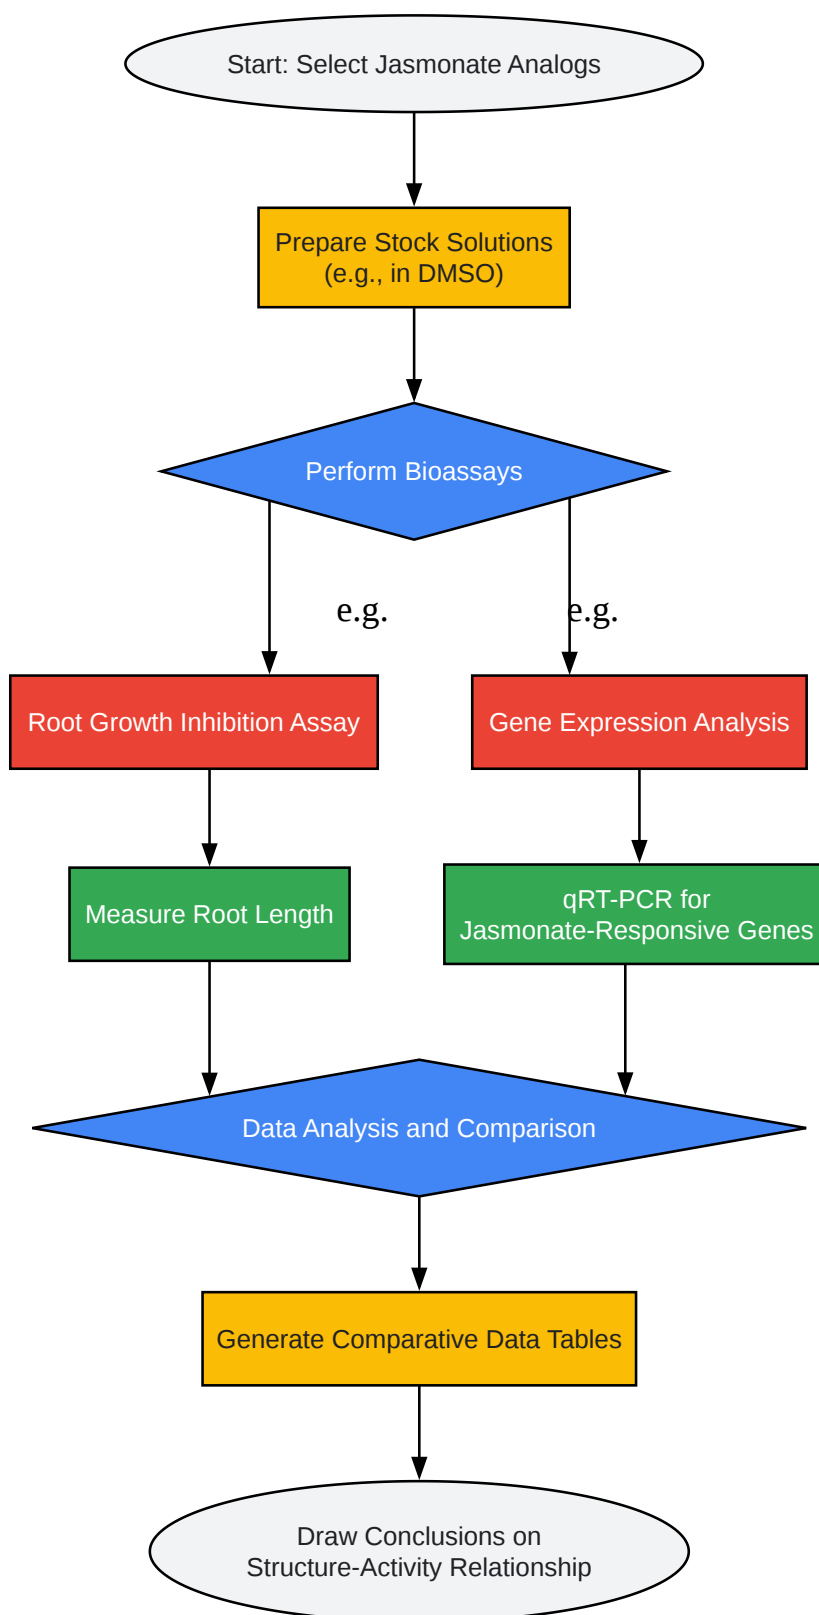 Start: Select Jasmonate Analogs
Prepare Stock Solutions
(e.g., in DMSO)
Perform Bioassays
e.g.
e.g.
Root Growth Inhibition Assay
Gene Expression Analysis
Measure Root Length
qRT-PCR for
Jasmonate-Responsive Genes
Data Analysis and Comparison
Generate Comparative Data Tables
Draw Conclusions on
Structure-Activity Relationship